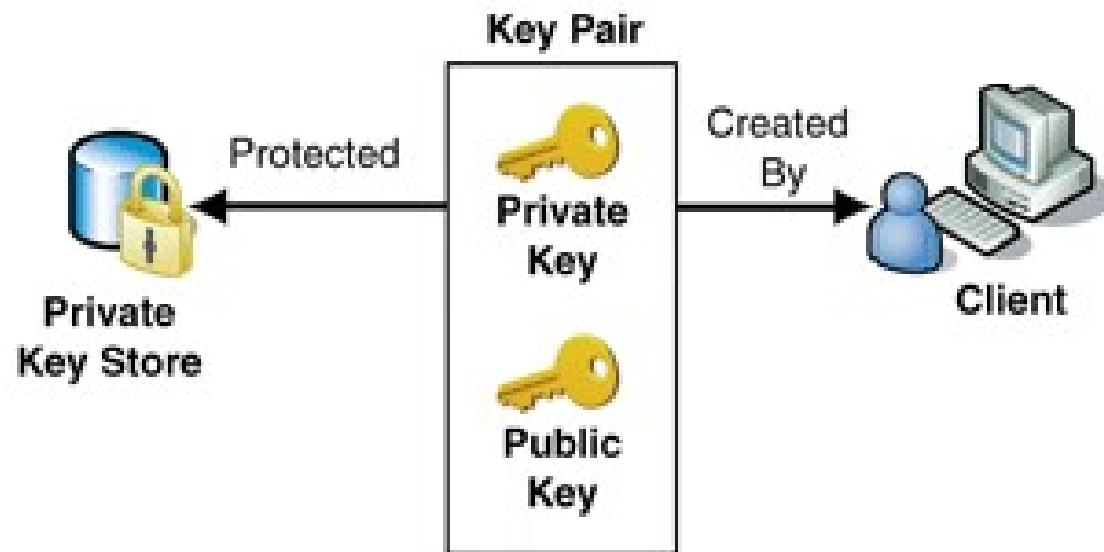 Key Pair
Protected
Created
By
Private
Key
Private
Key Store
Client
Public
Key